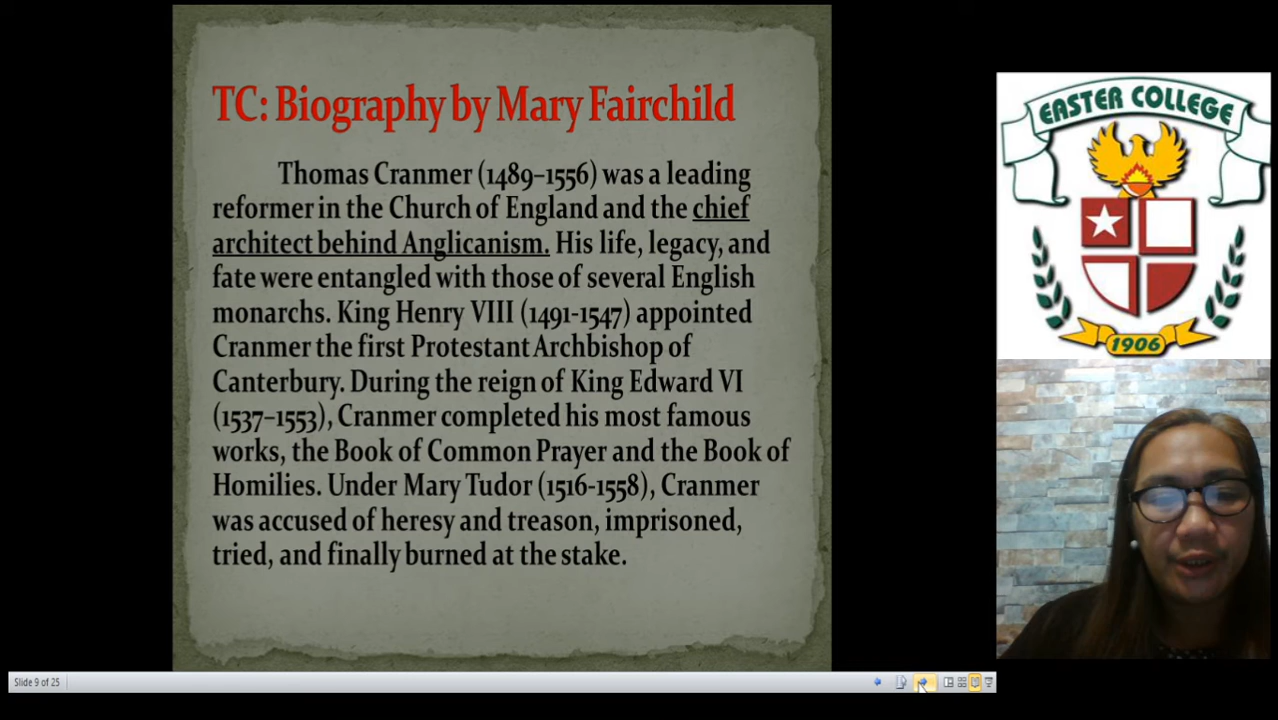 TC: Biography by Mary Fairchild
Thomas Cranmer (1489–1556) was a leading
reformer in the Church of England and the chief
architect behind Anglicanism. His life, legacy, and
fate were entangled with those of several English
monarchs. King Henry VIII (1491-1547) appointed
Cranmer the first Protestant Archbishop of
Canterbury. During the reign of King Edward VI
(1537–1553), Cranmer completed his most famous
works, the Book of Common Prayer and the Book of
Homilies. Under Mary Tudor (1516-1558), Cranmer
was accused of heresy and treason, imprisoned,
tried, and finally burned at the stake.
Slide 9 of 25
EASTER COLLEGE
1906